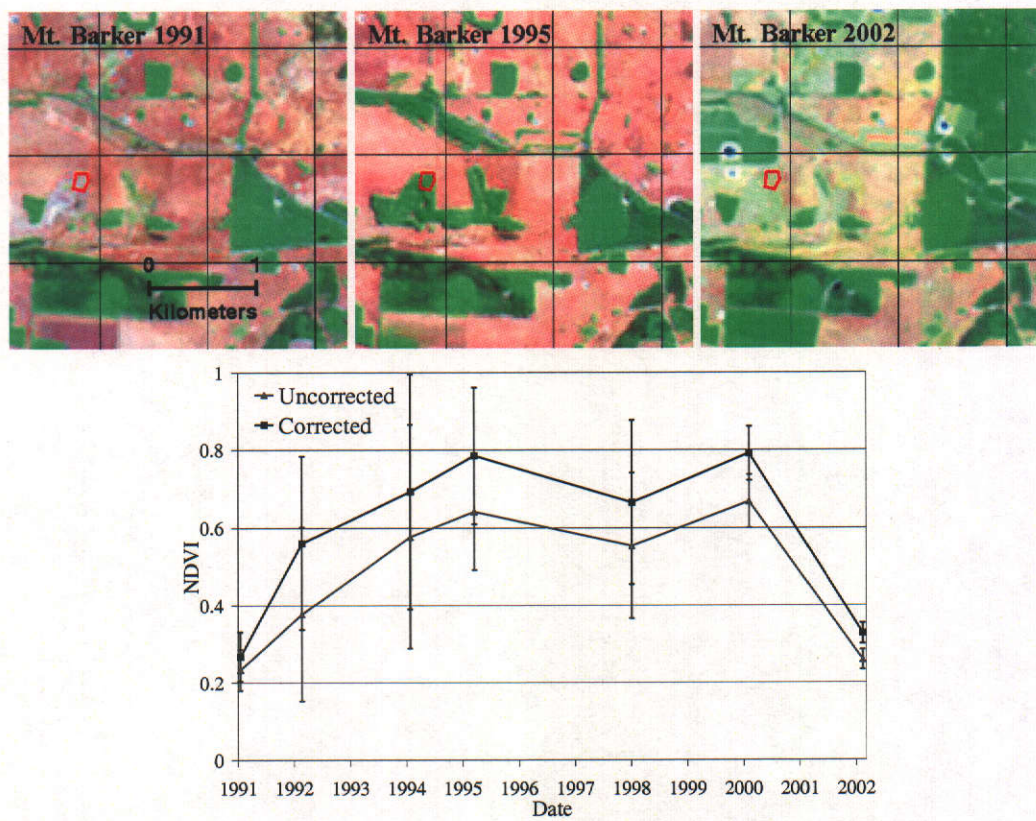 Mt. Barker 1991
Mt. Barker 1995
Mt. Barker 2002
0 1
Kilometers
1
0.8
0.6
0.4
0.2
0
NDVI
Uncorrected
Corrected
1991 1992 1993 1994 1995 1996 1997 1998 1999 2000 2001 2002
Date